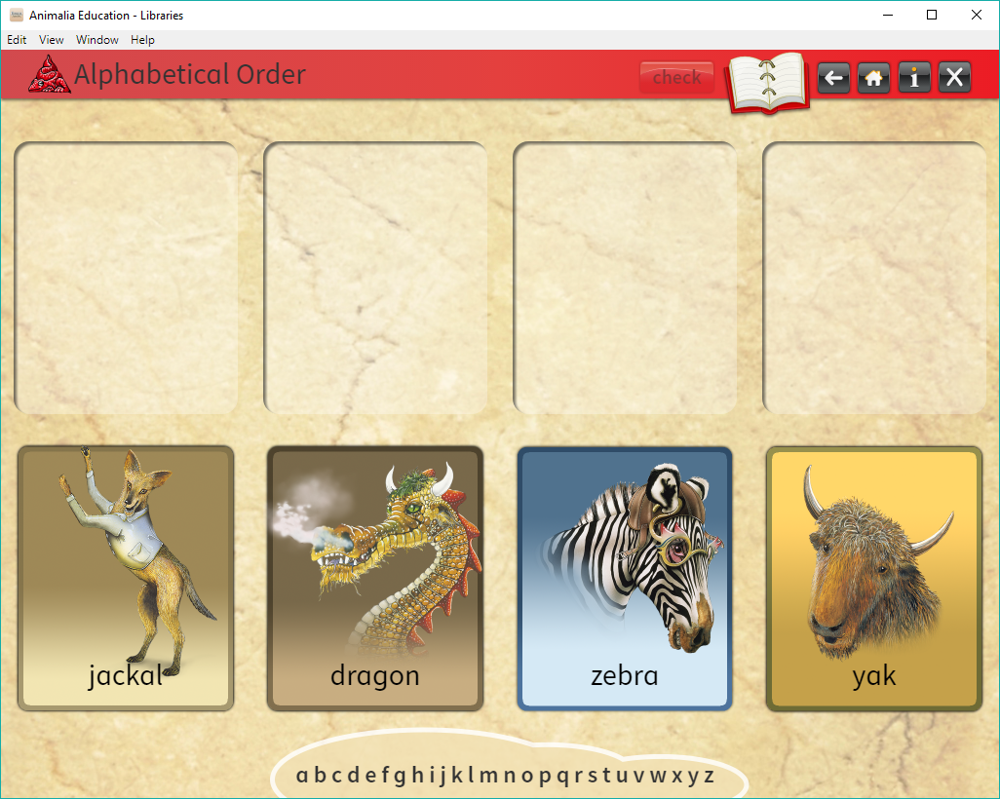 Animalia Education - Libraries
Edit View Window Help
Alphabetical Order
check
i
jackal
dragon
zebra
yak
a b c d e f g h i j k l m n o p q r s t u v w x y z